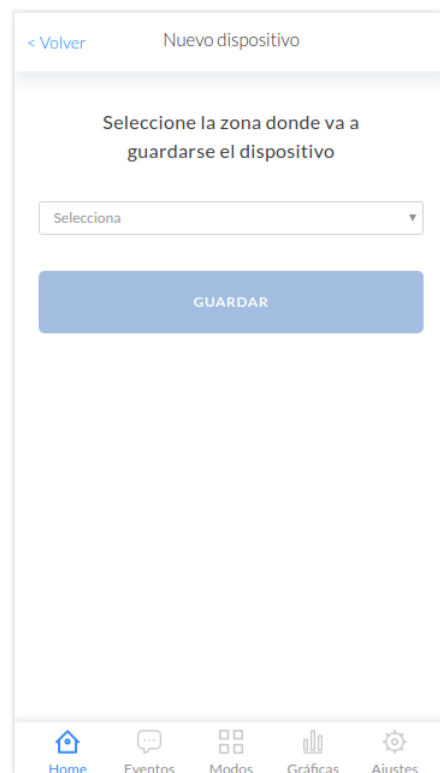 < Volver
Nuevo dispositivo
Seleccione la zona donde va a
guardarse el dispositivo
Selecciona
GUARDAR
Home
Eventos
Modos
Gráficas
Ajustes